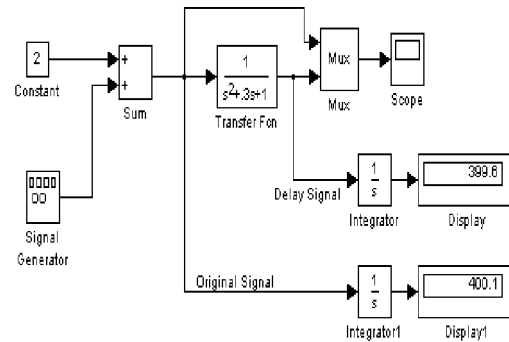 2
Constant
+
+
Sum
1
s²+.3s+1
Transfer Fcn
Mux
Mux
Scope
Signal
Generator
Delay Signal
1
s
Integrator
399.6
Display
Original Signal
1
s
Integrator1
400.1
Display1